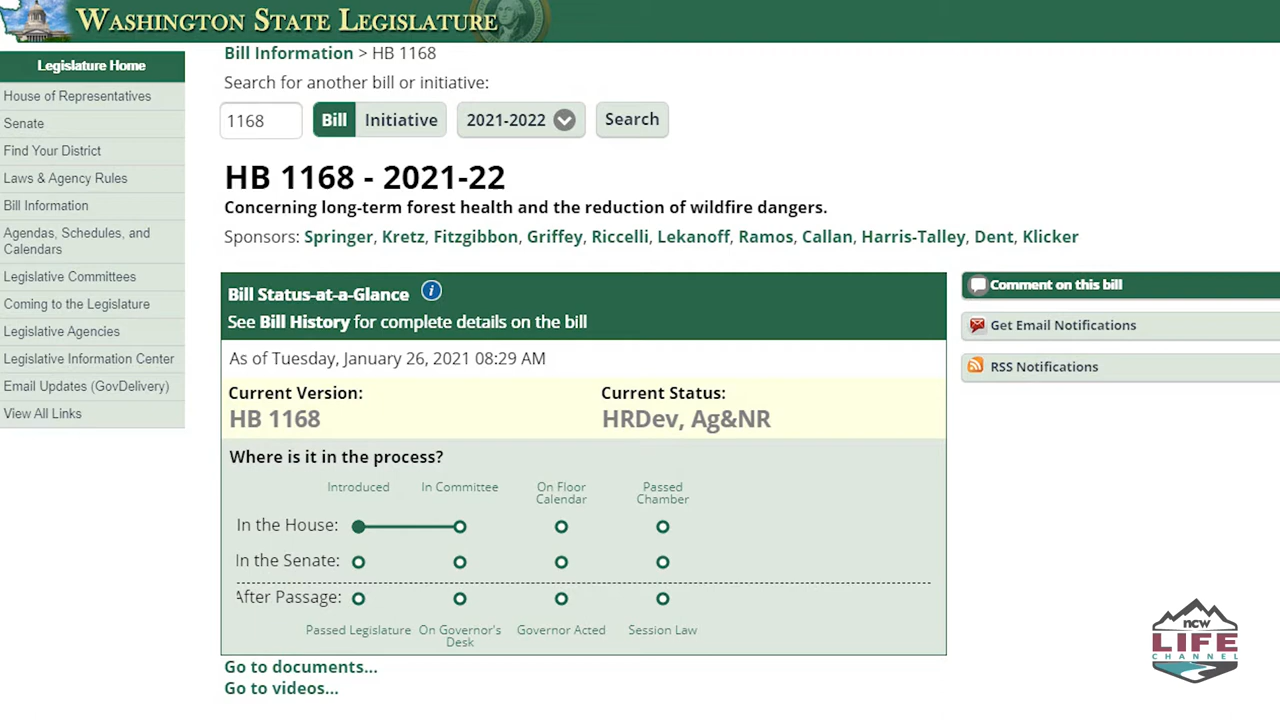 WASHINGTON STATE LEGISLATURE
Legislature Home
House of Representatives
Senate
Find Your District
Laws & Agency Rules
Bill Information
Agendas, Schedules, and
Calendars
Legislative Committees
Coming to the Legislature
Legislative Agencies
Legislative Information Center
Email Updates (GovDelivery)
View All Links
Bill Information > HB 1168
Search for another bill or initiative:
1168 Bill Initiative 2021-2022 Search
HB 1168 - 2021-22
Concerning long-term forest health and the reduction of wildfire dangers.
Sponsors: Springer, Kretz, Fitzgibbon, Griffey, Riccelli, Lekanoff, Ramos, Callan, Harris-Talley, Dent, Klicker
Bill Status-at-a-Glance i
See Bill History for complete details on the bill
As of Tuesday, January 26, 2021 08:29 AM
Current Version: Current Status:
HB 1168 HRDev, Ag&NR
Where is it in the process?
Introduced In Committee On Floor Passed
Calendar Chamber
In the House:
In the Senate:
After Passage:
Passed Legislature On Governor's Governor Acted Session Law
Desk
Go to documents...
Go to videos...
Comment on this bill
Get Email Notifications
RSS Notifications
ncw
LIFE
CHANNEL